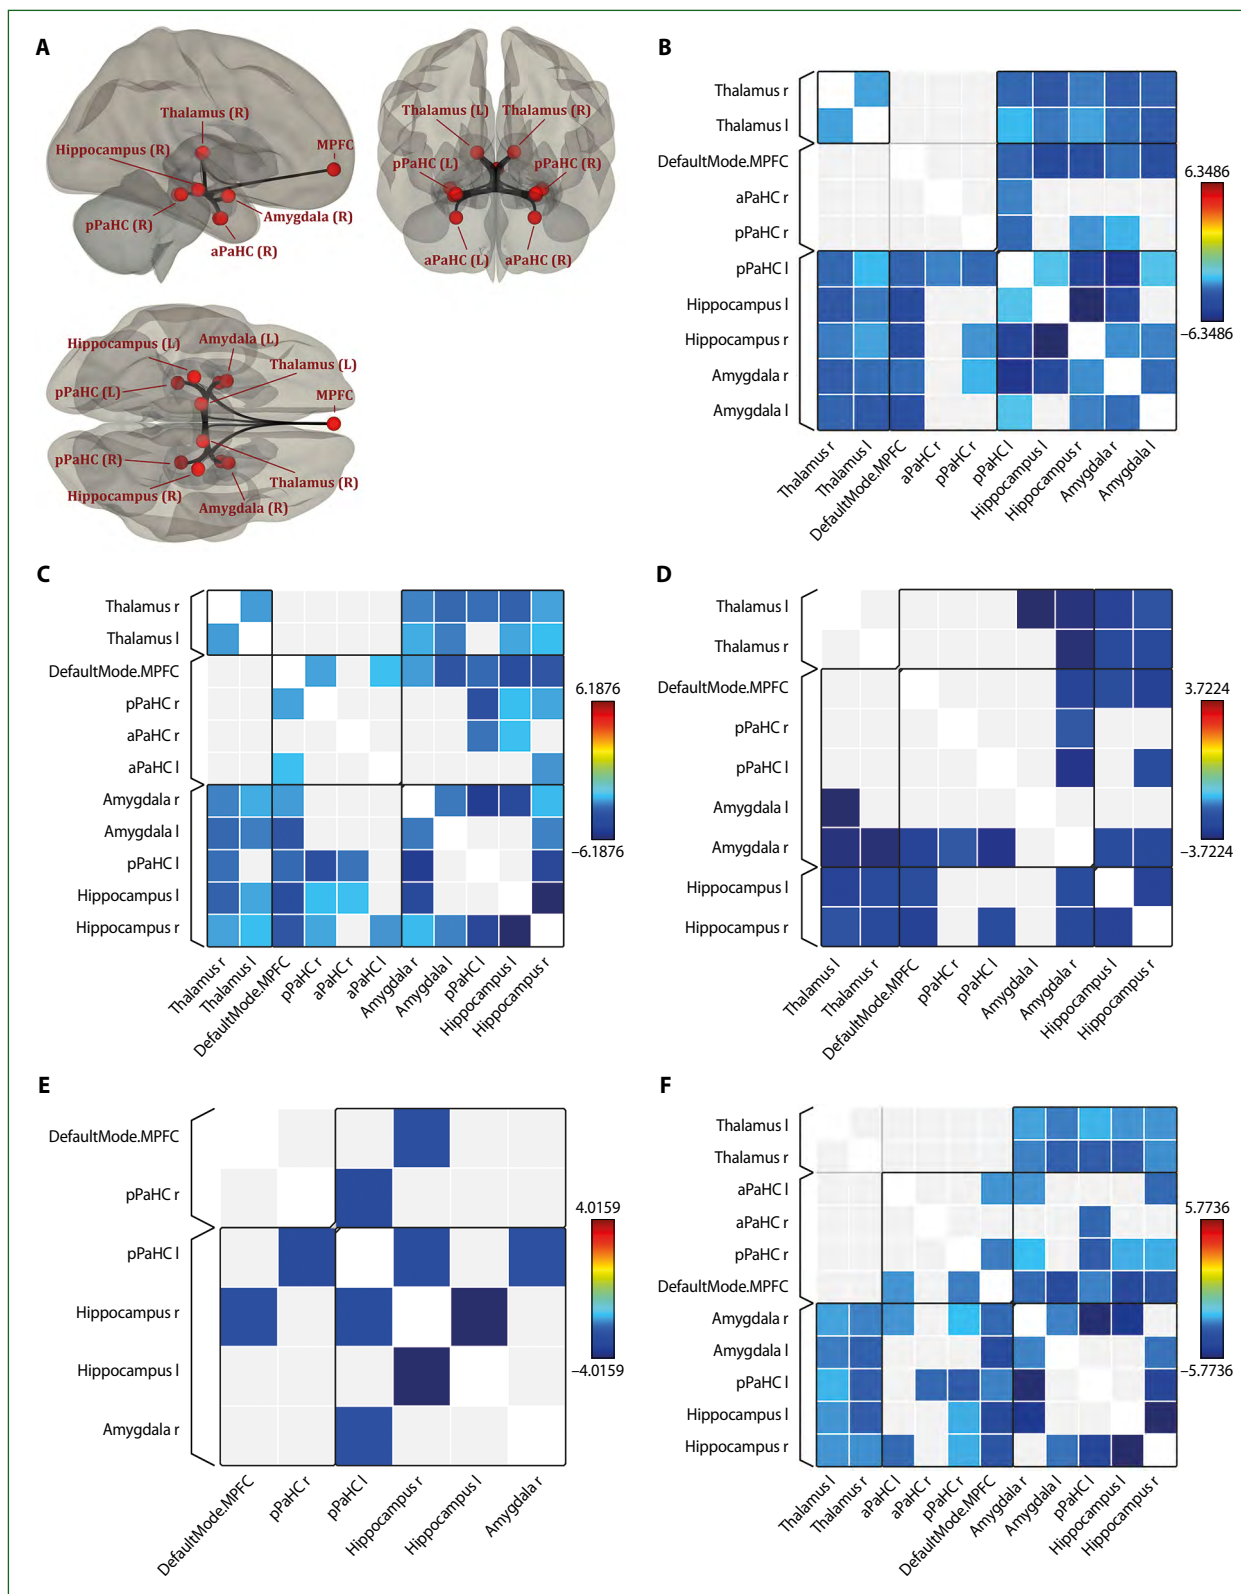 A
Thalamus (R)
Hippocampus (R)
MPFC
pPaHC (R)
Amygdala (R)
aPaHC (R)
Thalamus (L)
Thalamus (R)
pPaHC (L)
pPaHC (R)
aPaHC (L)
aPaHC (R)
Hippocampus (L)
Amydala (L)
Thalamus (L)
pPaHC (L)
MPFC
pPaHC (R)
Thalamus (R)
Hippocampus (R)
Amygdala (R)
B
Thalamus r
Thalamus l
DefaultMode.MPFC
aPaHC r
pPaHC r
pPaHC l
Hippocampus l
Hippocampus r
Amygdala r
Amygdala l
6.3486
−6.3486
Thalamus r
Thalamus l
DefaultMode.MPFC
aPaHC r
pPaHC r
pPaHC l
Hippocampus l
Hippocampus r
Amygdala r
Amygdala l
C
Thalamus r
Thalamus l
DefaultMode.MPFC
pPaHC r
aPaHC r
aPaHC l
Amygdala r
Amygdala l
pPaHC l
Hippocampus l
Hippocampus r
6.1876
−6.1876
Thalamus r
Thalamus l
DefaultMode.MPFC
pPaHC r
aPaHC r
aPaHC l
Amygdala r
Amygdala l
pPaHC l
Hippocampus l
Hippocampus r
D
Thalamus l
Thalamus r
DefaultMode.MPFC
pPaHC r
pPaHC l
Amygdala l
Amygdala r
Hippocampus l
Hippocampus r
3.7224
−3.7224
Thalamus l
Thalamus r
DefaultMode.MPFC
pPaHC r
pPaHC l
Amygdala l
Amygdala r
Hippocampus l
Hippocampus r
E
DefaultMode.MPFC
pPaHC r
pPaHC l
Hippocampus r
Hippocampus l
Amygdala r
4.0159
−4.0159
DefaultMode.MPFC
pPaHC r
pPaHC l
Hippocampus r
Hippocampus l
Amygdala r
F
Thalamus l
Thalamus r
aPaHC l
aPaHC r
pPaHC r
DefaultMode.MPFC
Amygdala r
Amygdala l
pPaHC l
Hippocampus l
Hippocampus r
5.7736
−5.7736
Thalamus l
Thalamus r
aPaHC l
aPaHC r
pPaHC r
DefaultMode.MPFC
Amygdala r
Amygdala l
pPaHC l
Hippocampus l
Hippocampus r